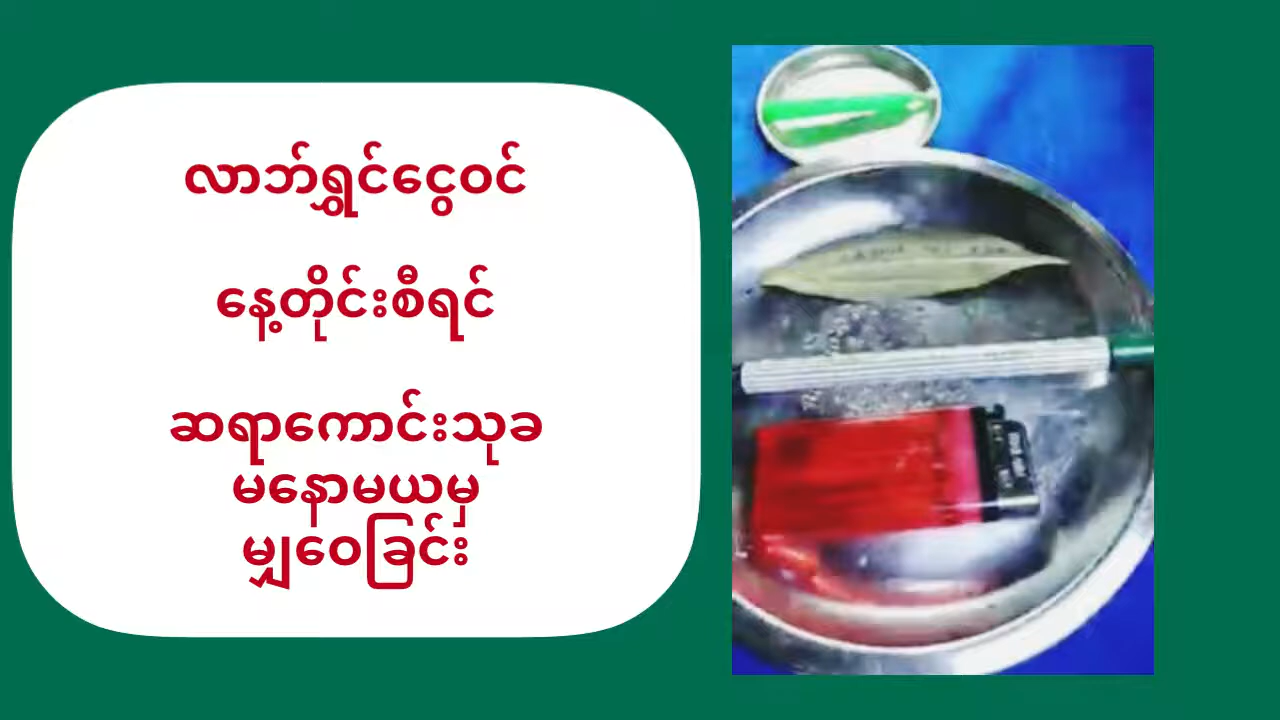 လာဘ်ရွှင်ငွေဝင်
နေ့တိုင်းစီရင်
ဆရာကောင်းသုခ
မနောမယမှ
မျှဝေခြင်း